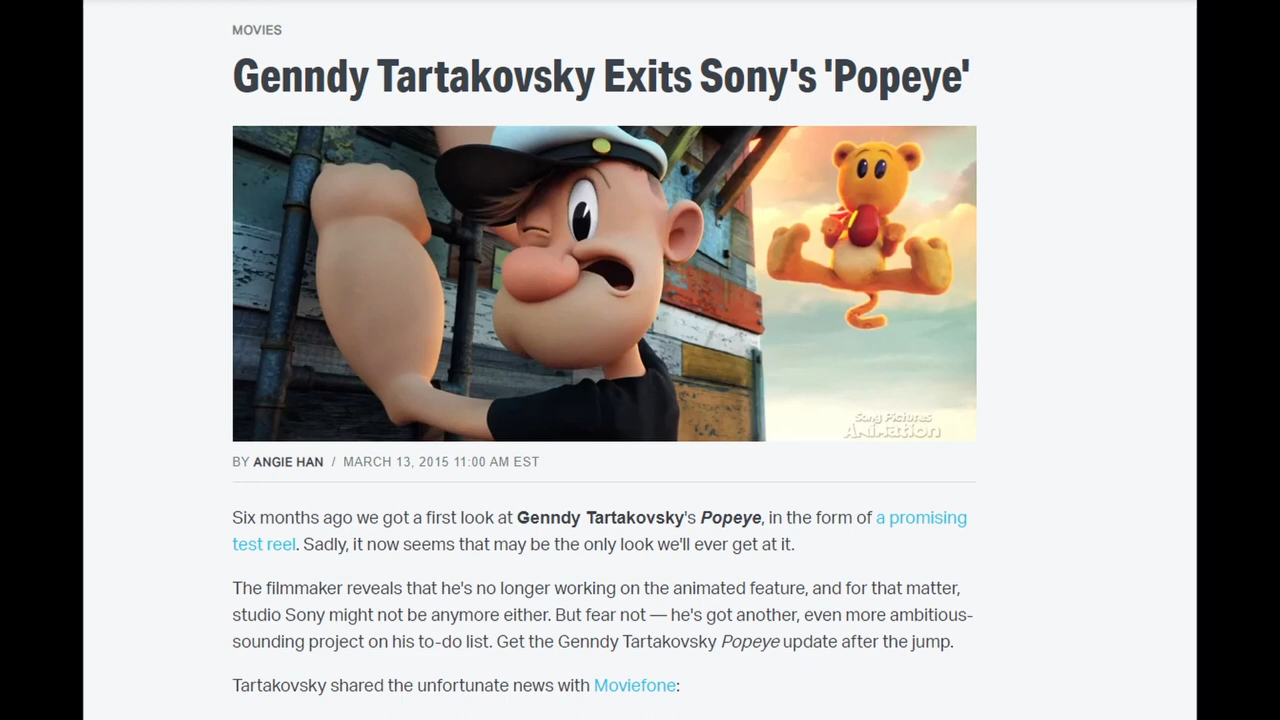 MOVIES
Genndy Tartakovsky Exits Sony's 'Popeye'
Sony Pictures
Animation
BY ANGIE HAN / MARCH 13, 2015 11:00 AM EST
Six months ago we got a first look at Genndy Tartakovsky's Popeye, in the form of a promising
test reel. Sadly, it now seems that may be the only look we'll ever get at it.
The filmmaker reveals that he's no longer working on the animated feature, and for that matter,
studio Sony might not be anymore either. But fear not — he's got another, even more ambitious-
sounding project on his to-do list. Get the Genndy Tartakovsky Popeye update after the jump.
Tartakovsky shared the unfortunate news with Moviefone: